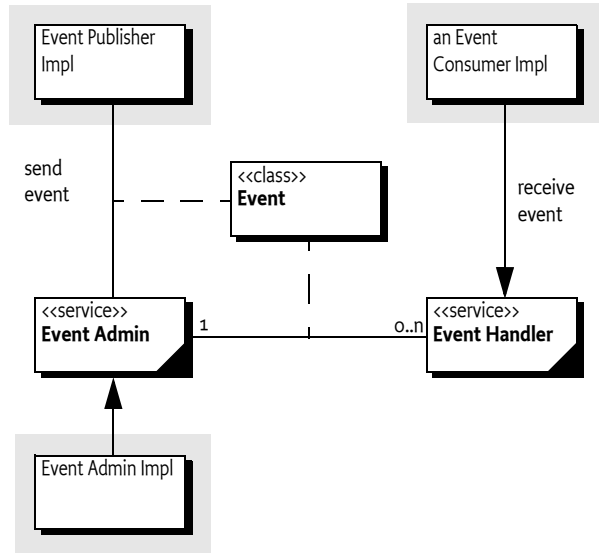 Event Publisher
Impl
an Event
Consumer Impl
send
event
<<class>>
Event
receive
event
<<service>>
Event Admin
1
0..n
<<service>>
Event Handler
Event Admin Impl